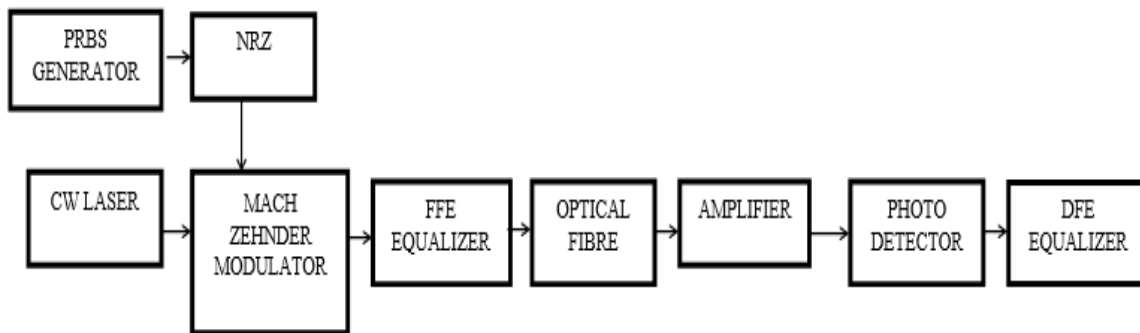 PRBS
GENERATOR
NRZ
CW LASER
MACH
ZEHNDER
MODULATOR
FFE
EQUALIZER
OPTICAL
FIBRE
AMPLIFIER
PHOTO
DETECTOR
DFE
EQUALIZER